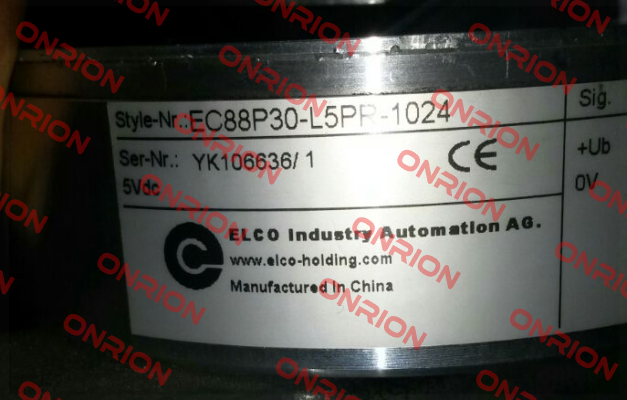 Style-Nr.:EC88P30-L5PR-1024
Sig.
Ser-Nr.: YK106636/ 1
CE
+Ub
5Vdc
0V
ELCO Industry Automation AG.
www.elco-holding.com
Manufactured in China
ONRION